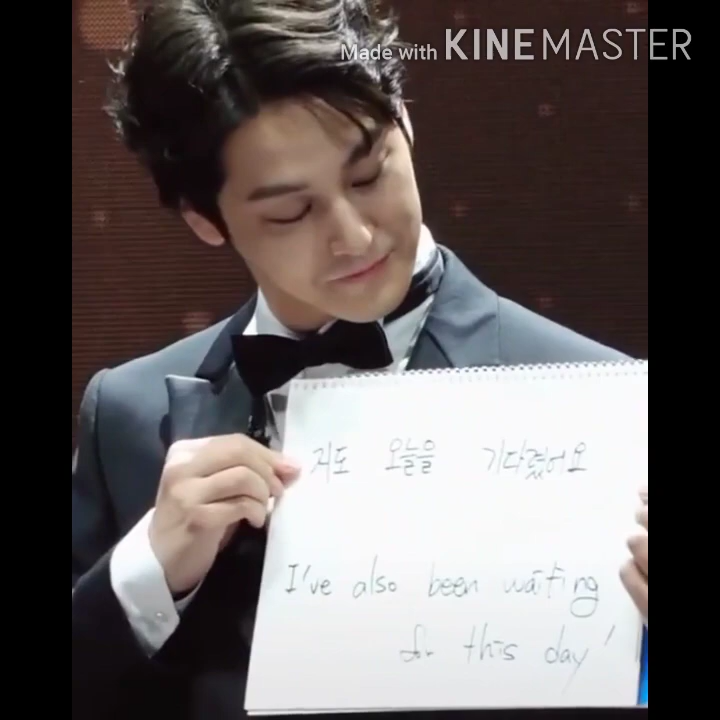 Made with KINEMASTER
저도 오늘을 기다렸어요
I've also been waiting
for this day!